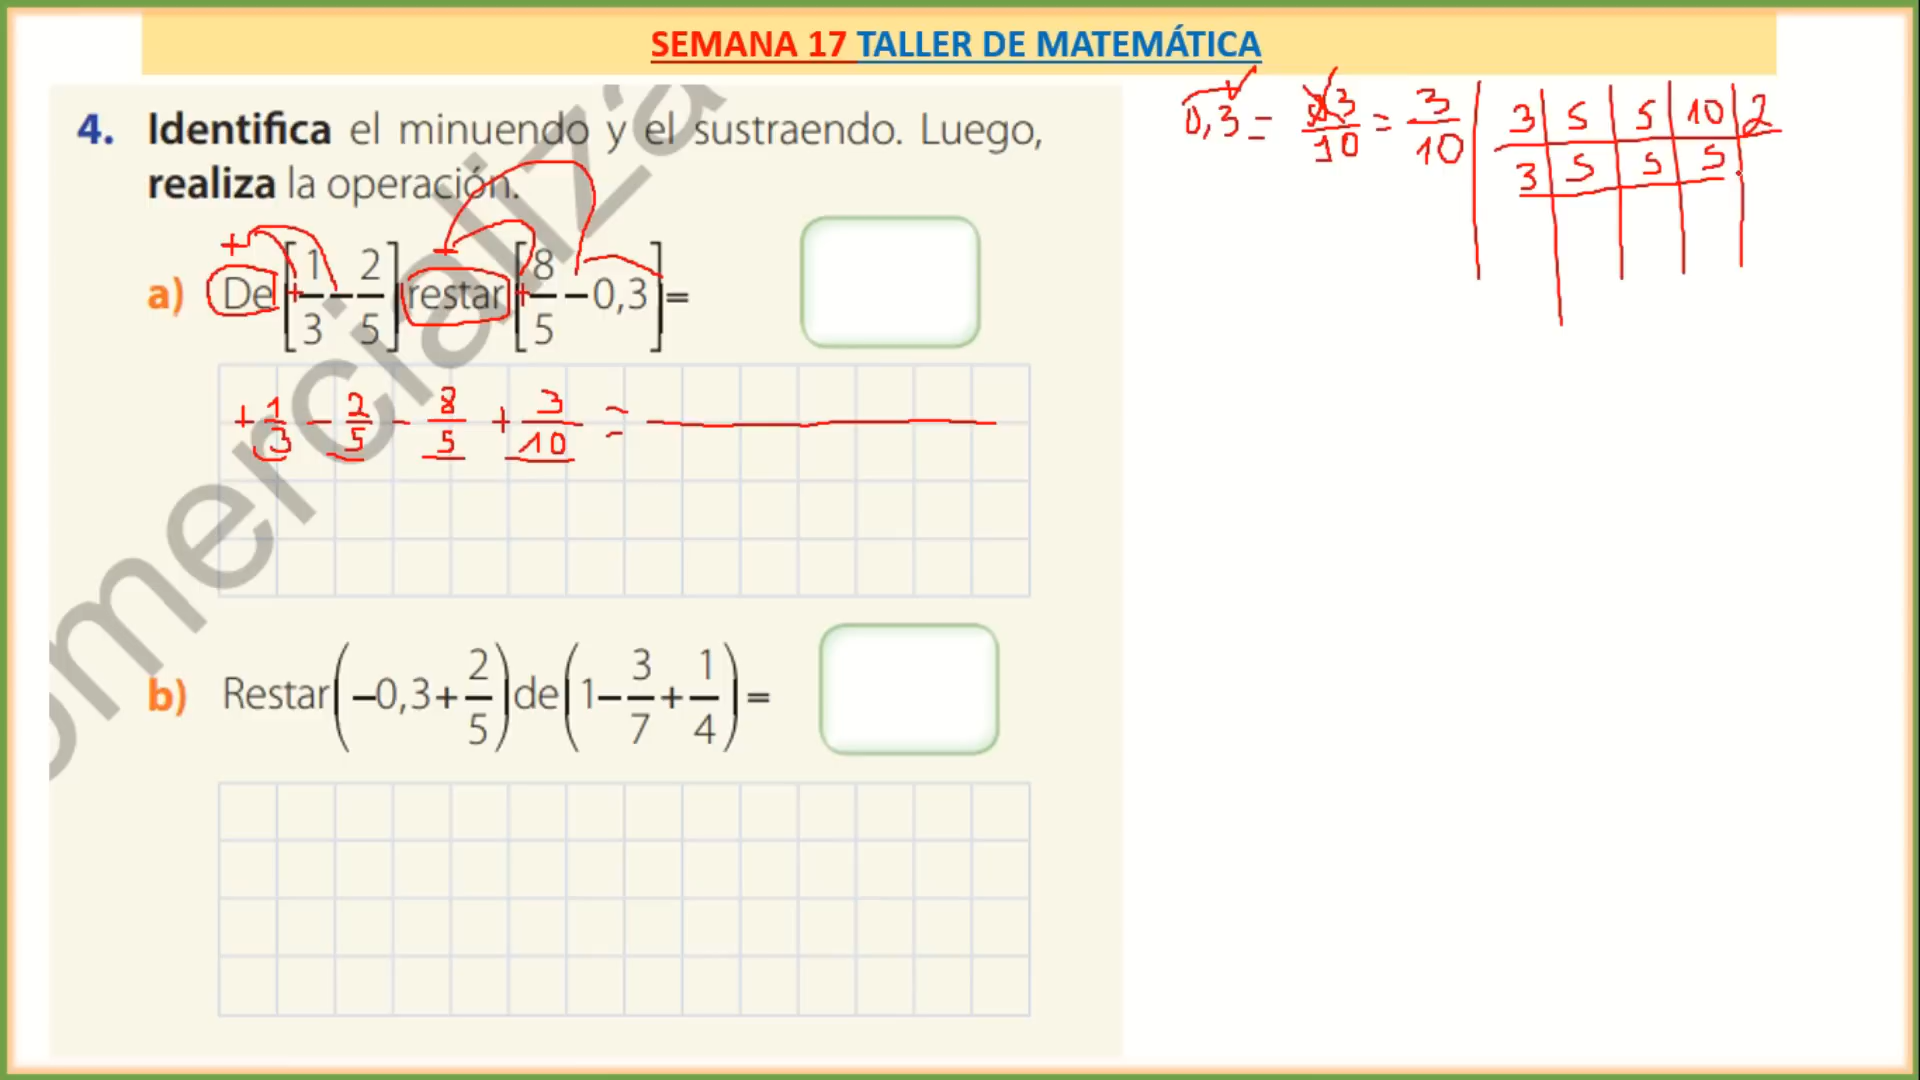 SEMANA 17 TALLER DE MATEMÁTICA
4. Identifica el minuendo y el sustraendo. Luego,
realiza la operación.
a) De [1/3 − 2/5] restar [8/5 − 0,3] =
+ + + +
+ 1/3 − 2/5 − 8/5 + 3/10 =
b) Restar (−0,3 + 2/5) de (1 − 3/7 + 1/4) =
0,3 = 03/10 = 3/10
3 5 5 10 2
3 5 5 5
omercializa